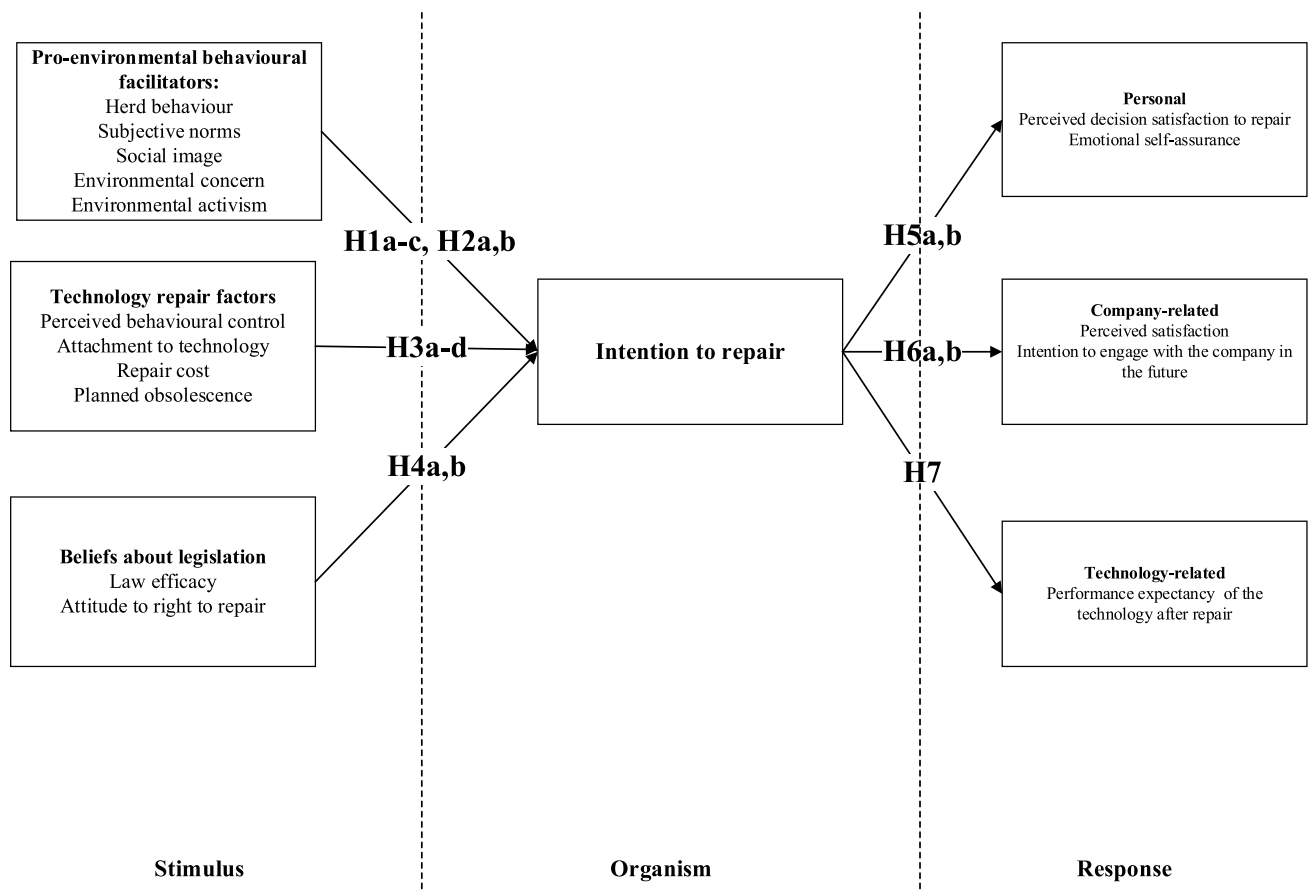 Pro-environmental behavioural
facilitators:
Herd behaviour
Subjective norms
Social image
Environmental concern
Environmental activism
H1a-c, H2a,b
Technology repair factors
Perceived behavioural control
Attachment to technology
Repair cost
Planned obsolescence
H3a-d
Beliefs about legislation
Law efficacy
Attitude to right to repair
H4a,b
Intention to repair
H5a,b
Personal
Perceived decision satisfaction to repair
Emotional self-assurance
H6a,b
Company-related
Perceived satisfaction
Intention to engage with the company in
the future
H7
Technology-related
Performance expectancy of the
technology after repair
Stimulus
Organism
Response